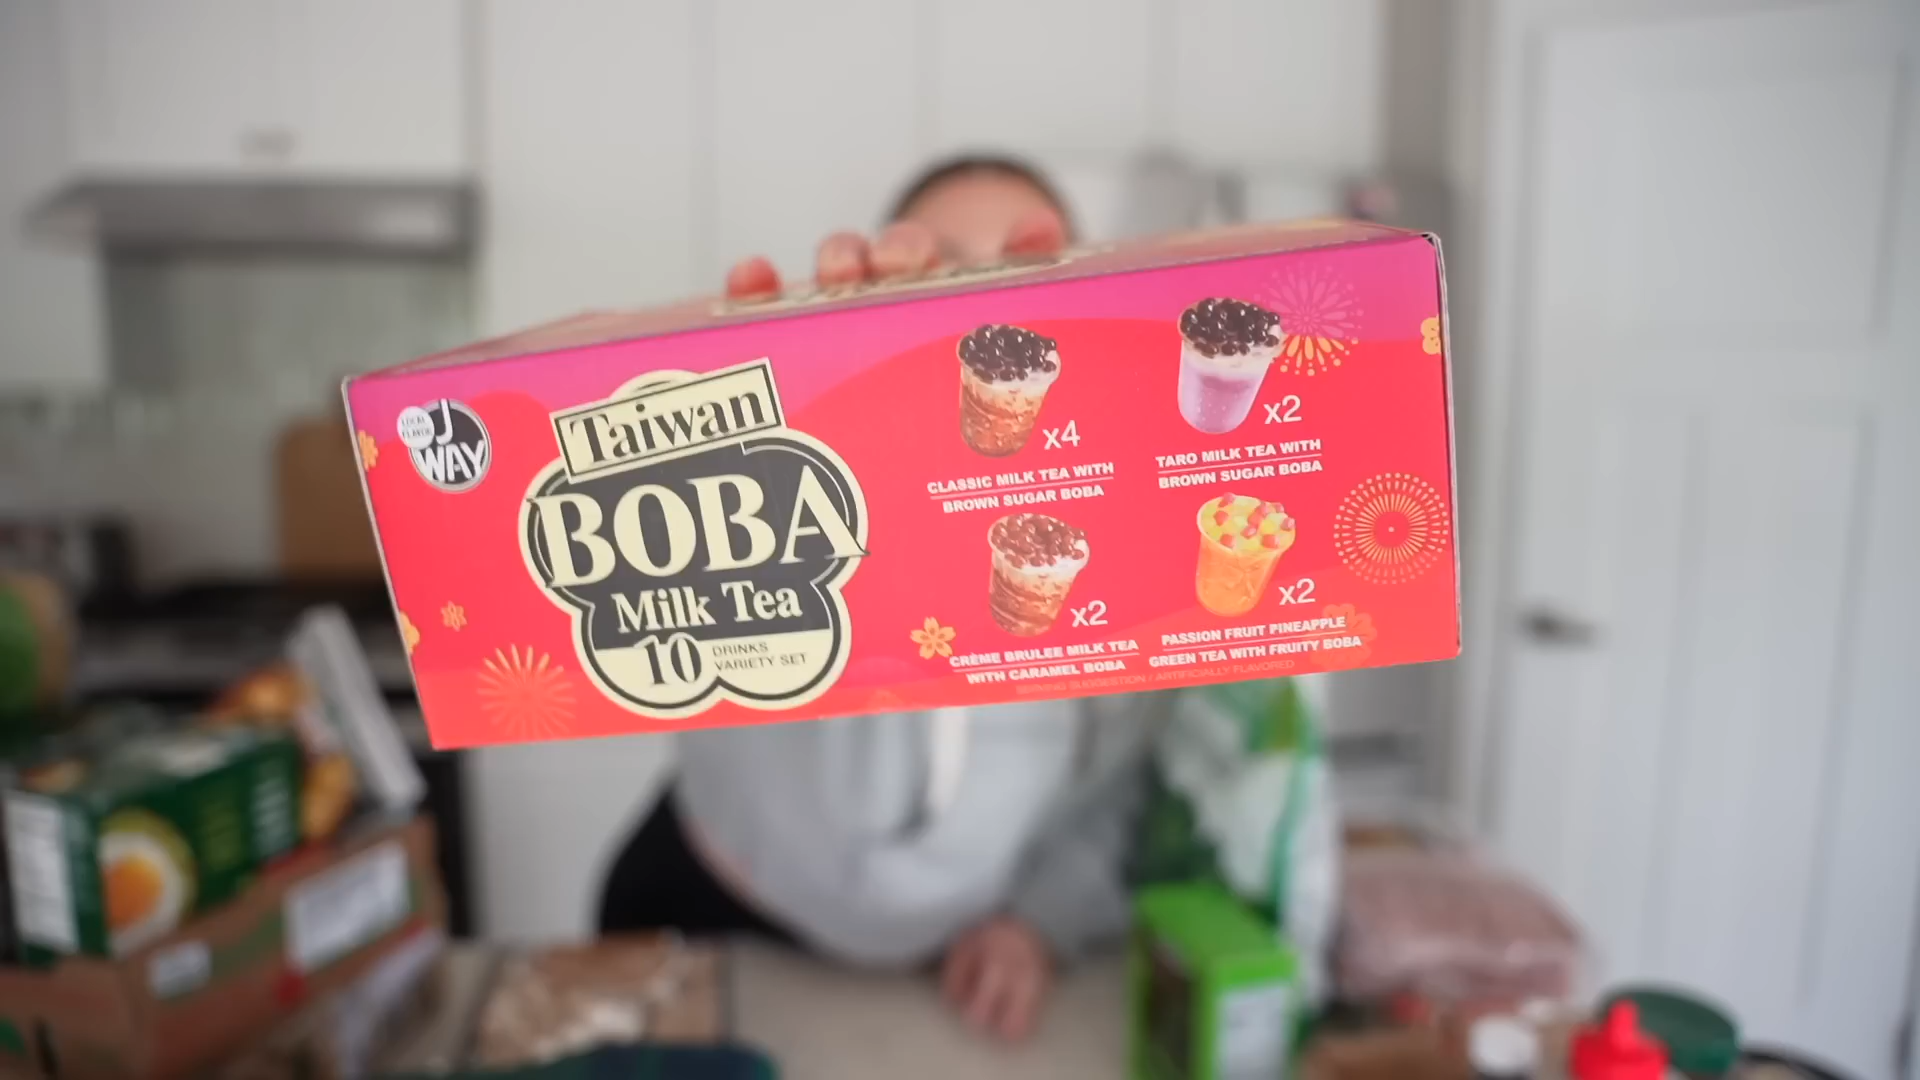 LOCAL
FLAVOR
J
WAY
Taiwan
BOBA
Milk Tea
10
DRINKS
VARIETY SET
x4
CLASSIC MILK TEA WITH
BROWN SUGAR BOBA
x2
TARO MILK TEA WITH
BROWN SUGAR BOBA
x2
CRÈME BRULEE MILK TEA
WITH CARAMEL BOBA
x2
PASSION FRUIT PINEAPPLE
GREEN TEA WITH FRUITY BOBA
SERVING SUGGESTION / ARTIFICIALLY FLAVORED